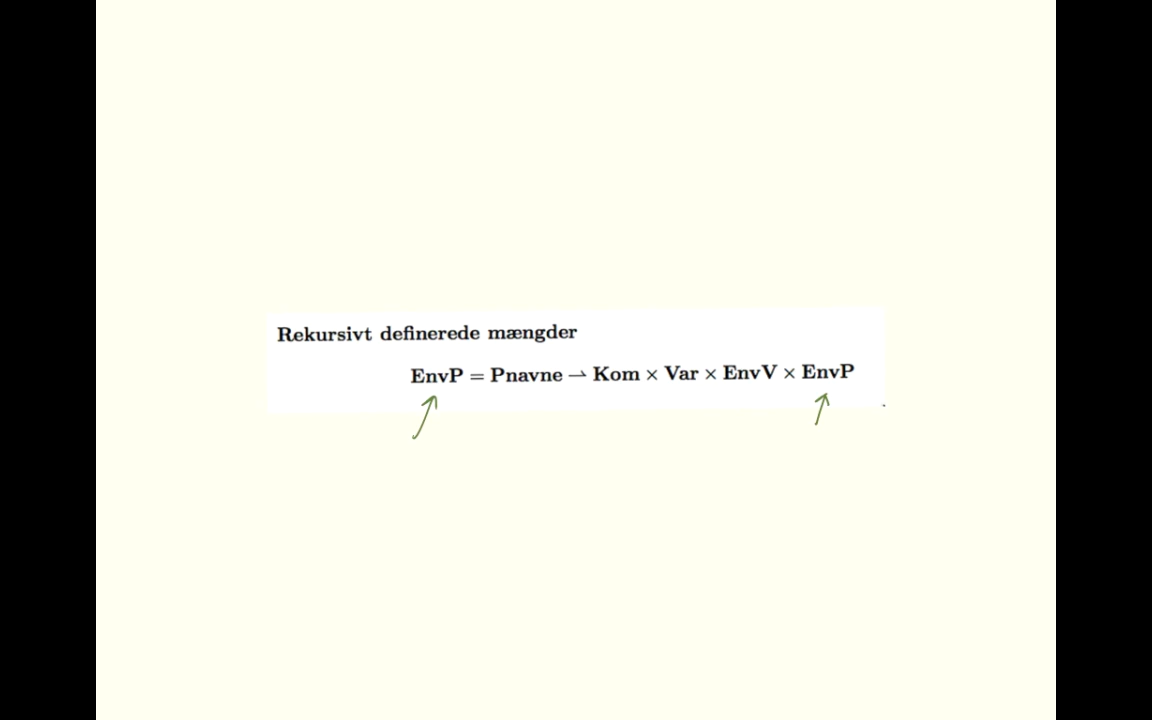 Rekursivt definerede mængder
EnvP = Pnavne ⇀ Kom × Var × EnvV × EnvP